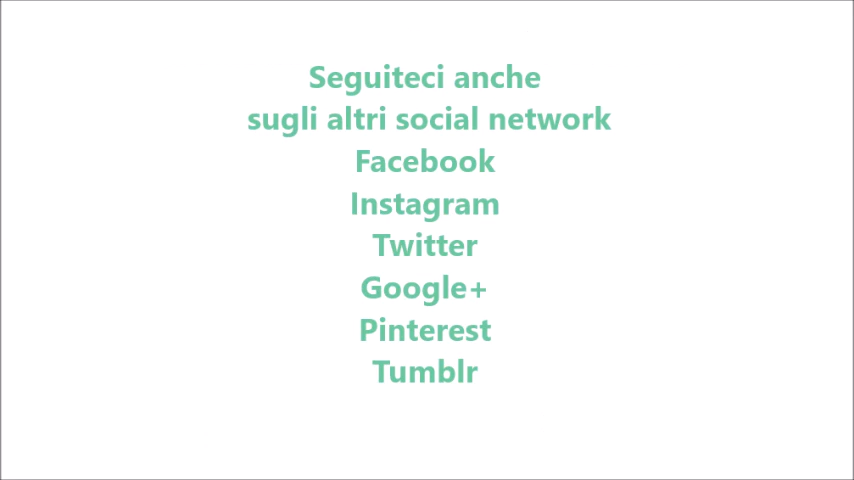 Seguiteci anche
sugli altri social network
Facebook
Instagram
Twitter
Google+
Pinterest
Tumblr